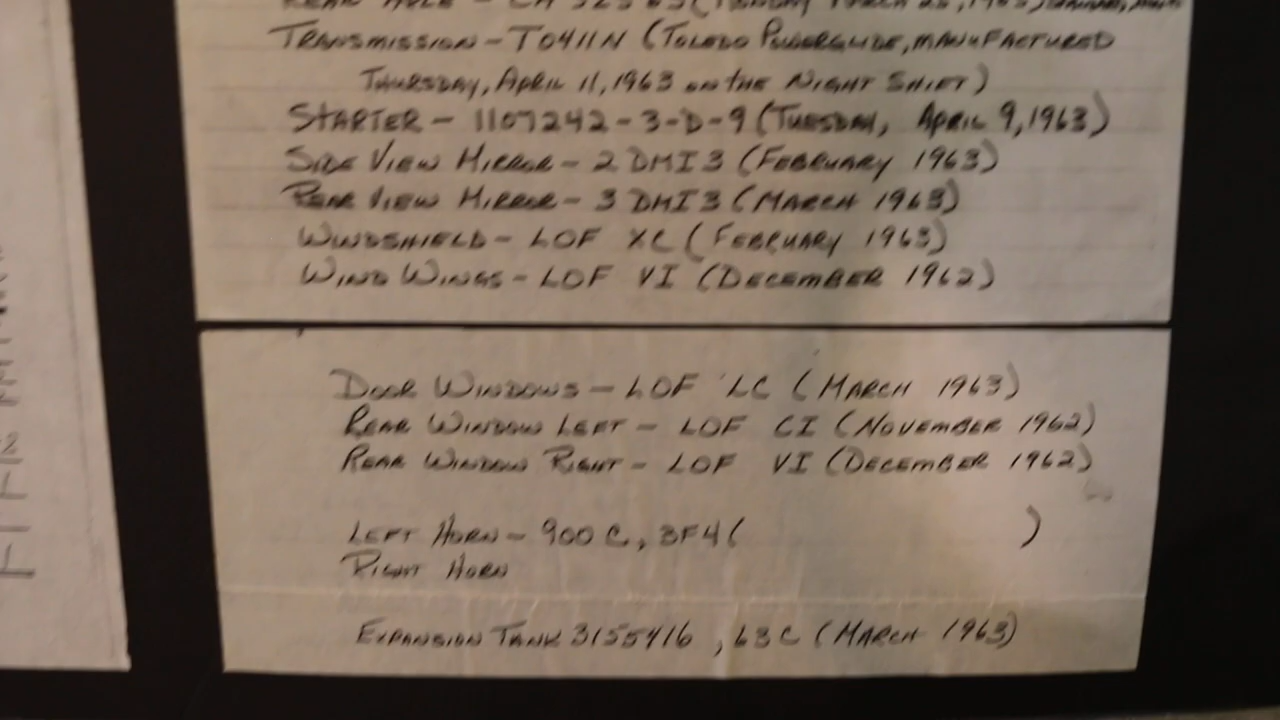 REAR AXLE - CA
TRANSMISSION - T0411N (TOLEDO POWERGLIDE, MANUFACTURED
THURSDAY, APRIL 11, 1963 ON THE NIGHT SHIFT)
STARTER - 1107242-3-D-9 (TUESDAY, APRIL 9, 1963)
SIDE VIEW MIRROR - 2 DMI 3 (FEBRUARY 1963)
REAR VIEW MIRROR - 3 DMI 3 (MARCH 1963)
WINDSHIELD - LOF XC (FEBRUARY 1963)
WIND WINGS - LOF VI (DECEMBER 1962)
DOOR WINDOWS - LOF LC (MARCH 1963)
REAR WINDOW LEFT - LOF CI (NOVEMBER 1962)
REAR WINDOW RIGHT - LOF VI (DECEMBER 1962)
LEFT HORN - 900 C, 3F4 ( )
RIGHT HORN
EXPANSION TANK 3155416 , 63C (MARCH 1963)